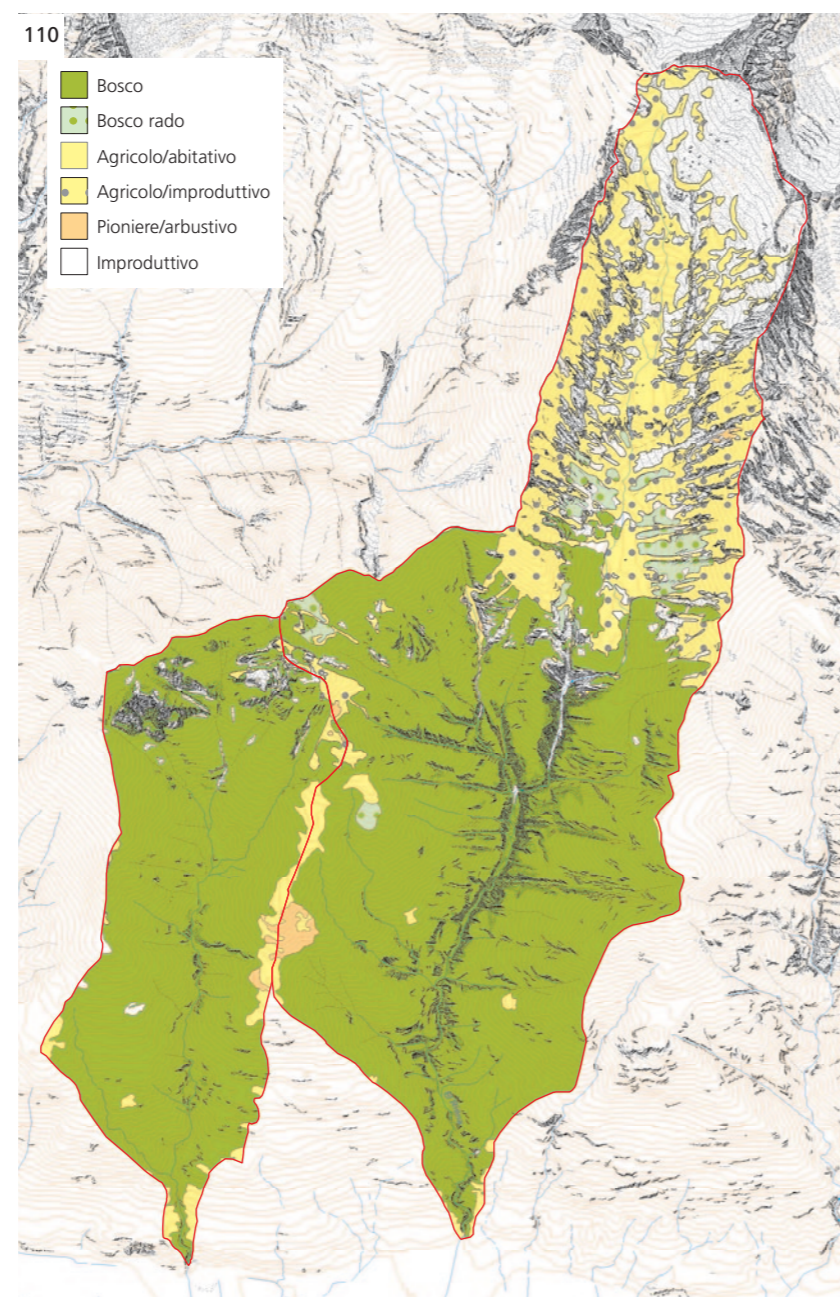 110
Bosco
Bosco rado
Agricolo/abitativo
Agricolo/improduttivo
Pioniere/arbustivo
Improduttivo